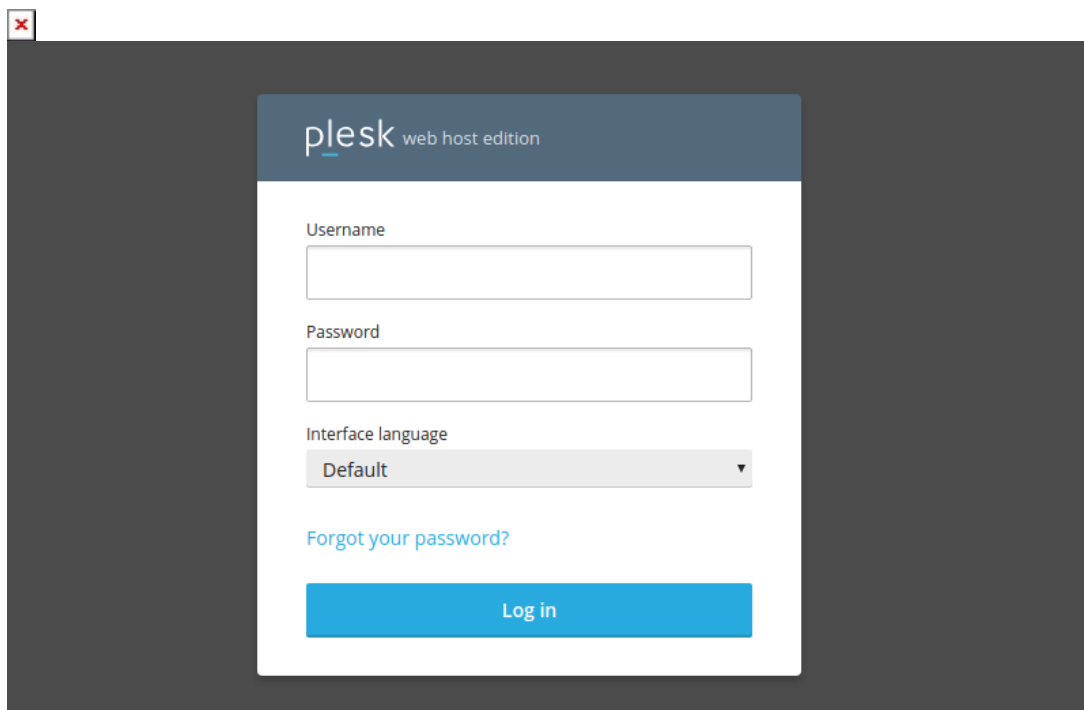 plesk web host edition
Username
Password
Interface language
Default
Forgot your password?
Log in